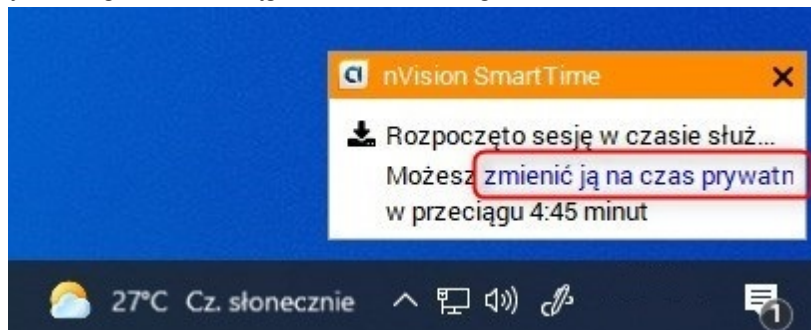 nVision SmartTime
Rozpoczęto sesję w czasie służ...
Możesz zmienić ją na czas prywatn
w przeciągu 4:45 minut
27°C Cz. słonecznie
1